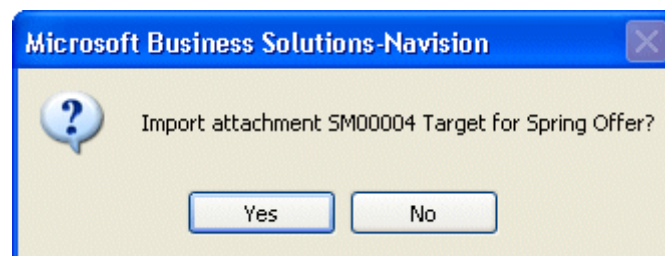 Microsoft Business Solutions-Navision
Import attachment SM00004 Target for Spring Offer?
Yes
No